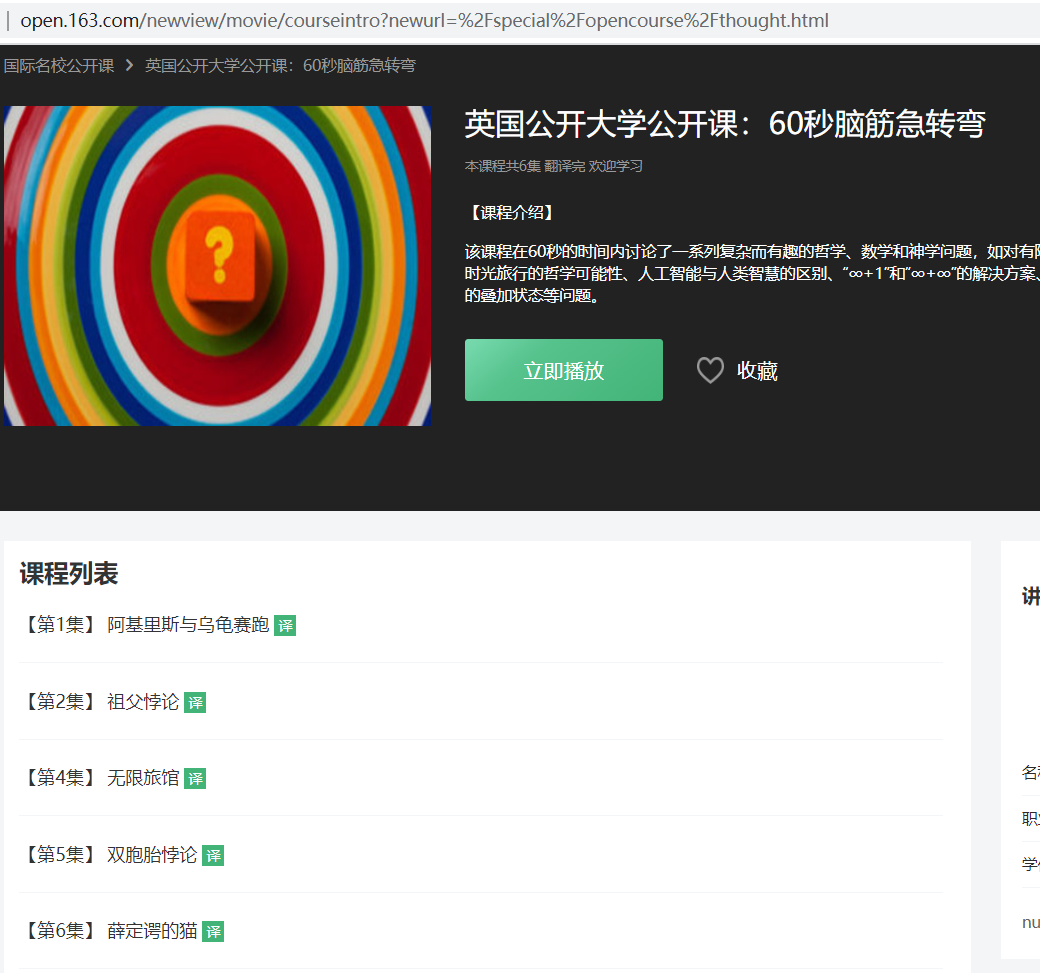 open.163.com/newview/movie/courseintro?newurl=%2Fspecial%2Fopencourse%2Fthought.html
国际名校公开课 > 英国公开大学公开课：60秒脑筋急转弯
?
英国公开大学公开课：60秒脑筋急转弯
本课程共6集 翻译完 欢迎学习
【课程介绍】
该课程在60秒的时间内讨论了一系列复杂而有趣的哲学、数学和神学问题，如对有限
时光旅行的哲学可能性、人工智能与人类智慧的区别、“∞+1”和“∞+∞”的解决方案、
的叠加状态等问题。
立即播放
收藏
课程列表
【第1集】 阿基里斯与乌龟赛跑 译
【第2集】 祖父悖论 译
【第4集】 无限旅馆 译
【第5集】 双胞胎悖论 译
【第6集】 薛定谔的猫 译
讲
名称
职业
学位
nu